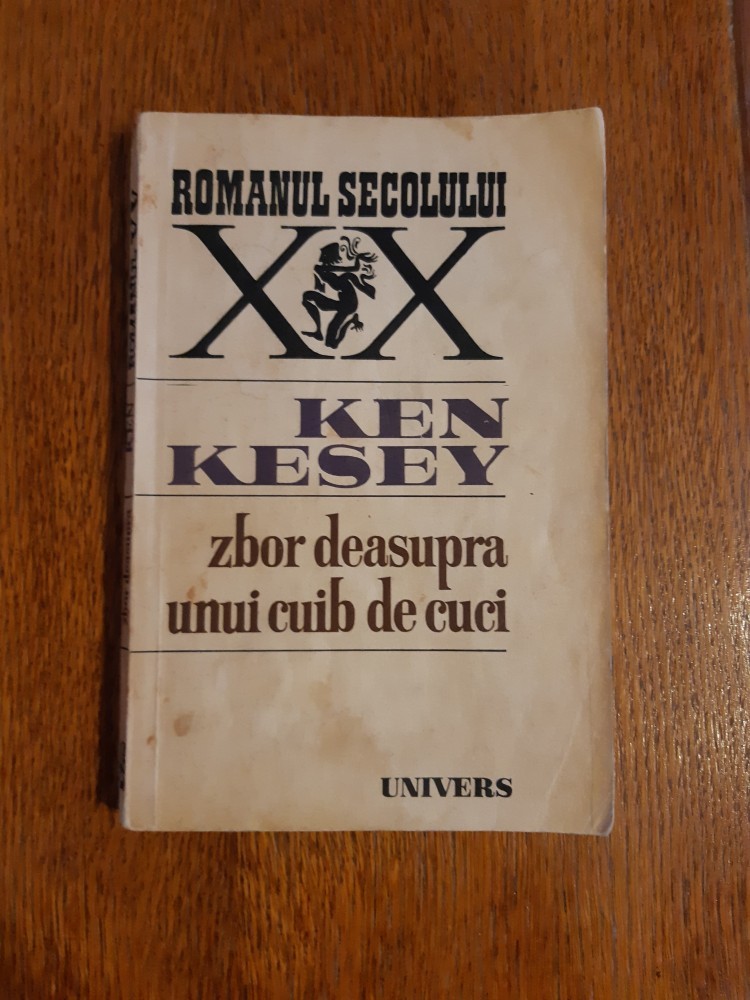 ROMANUL SECOLULUI
XX
KEN
KESEY
zbor deasupra
unui cuib de cuci
UNIVERS